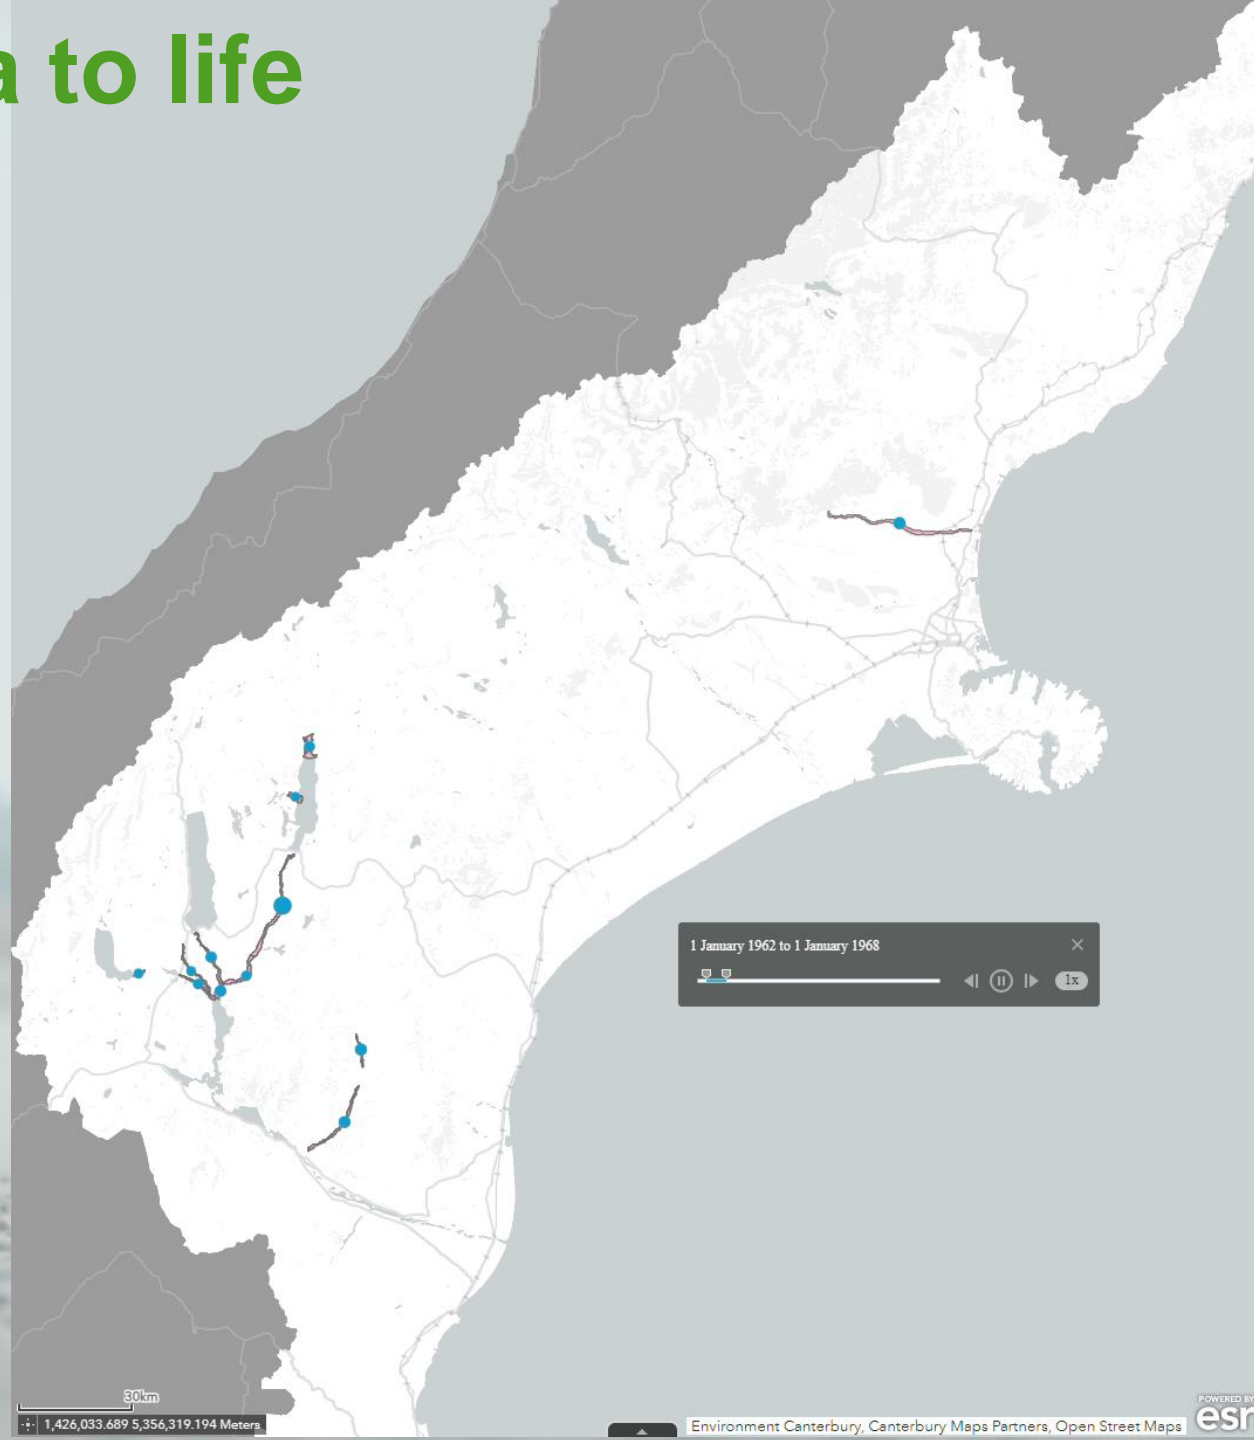 to life
1 January 1962 to 1 January 1968
1x
30km
1,426,033.689 5,356,319.194 Meters
Environment Canterbury, Canterbury Maps Partners, Open Street Maps
POWERED BY